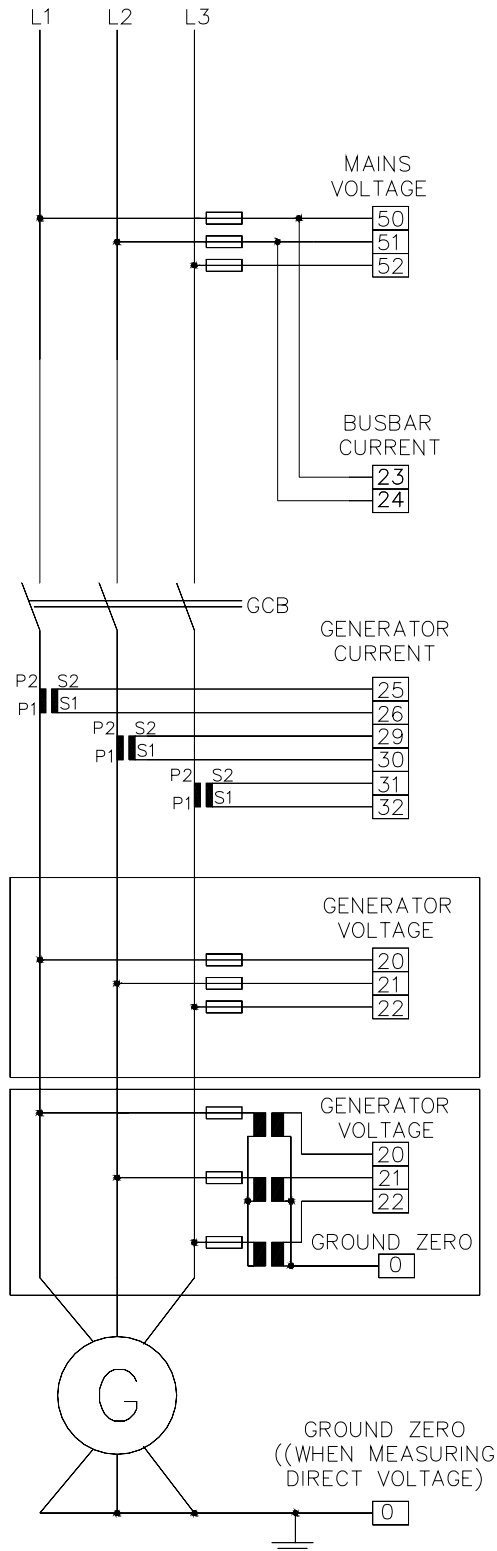 L1 L2 L3
MAINS
VOLTAGE
50
51
52
BUSBAR
CURRENT
23
24
GCB
GENERATOR
CURRENT
P2 S2
25
P1 S1
26
P2 S2
29
P1 S1
30
P2 S2
31
P1 S1
32
GENERATOR
VOLTAGE
20
21
22
GENERATOR
VOLTAGE
20
21
22
GROUND ZERO
0
G
GROUND ZERO
((WHEN MEASURING
DIRECT VOLTAGE)
0